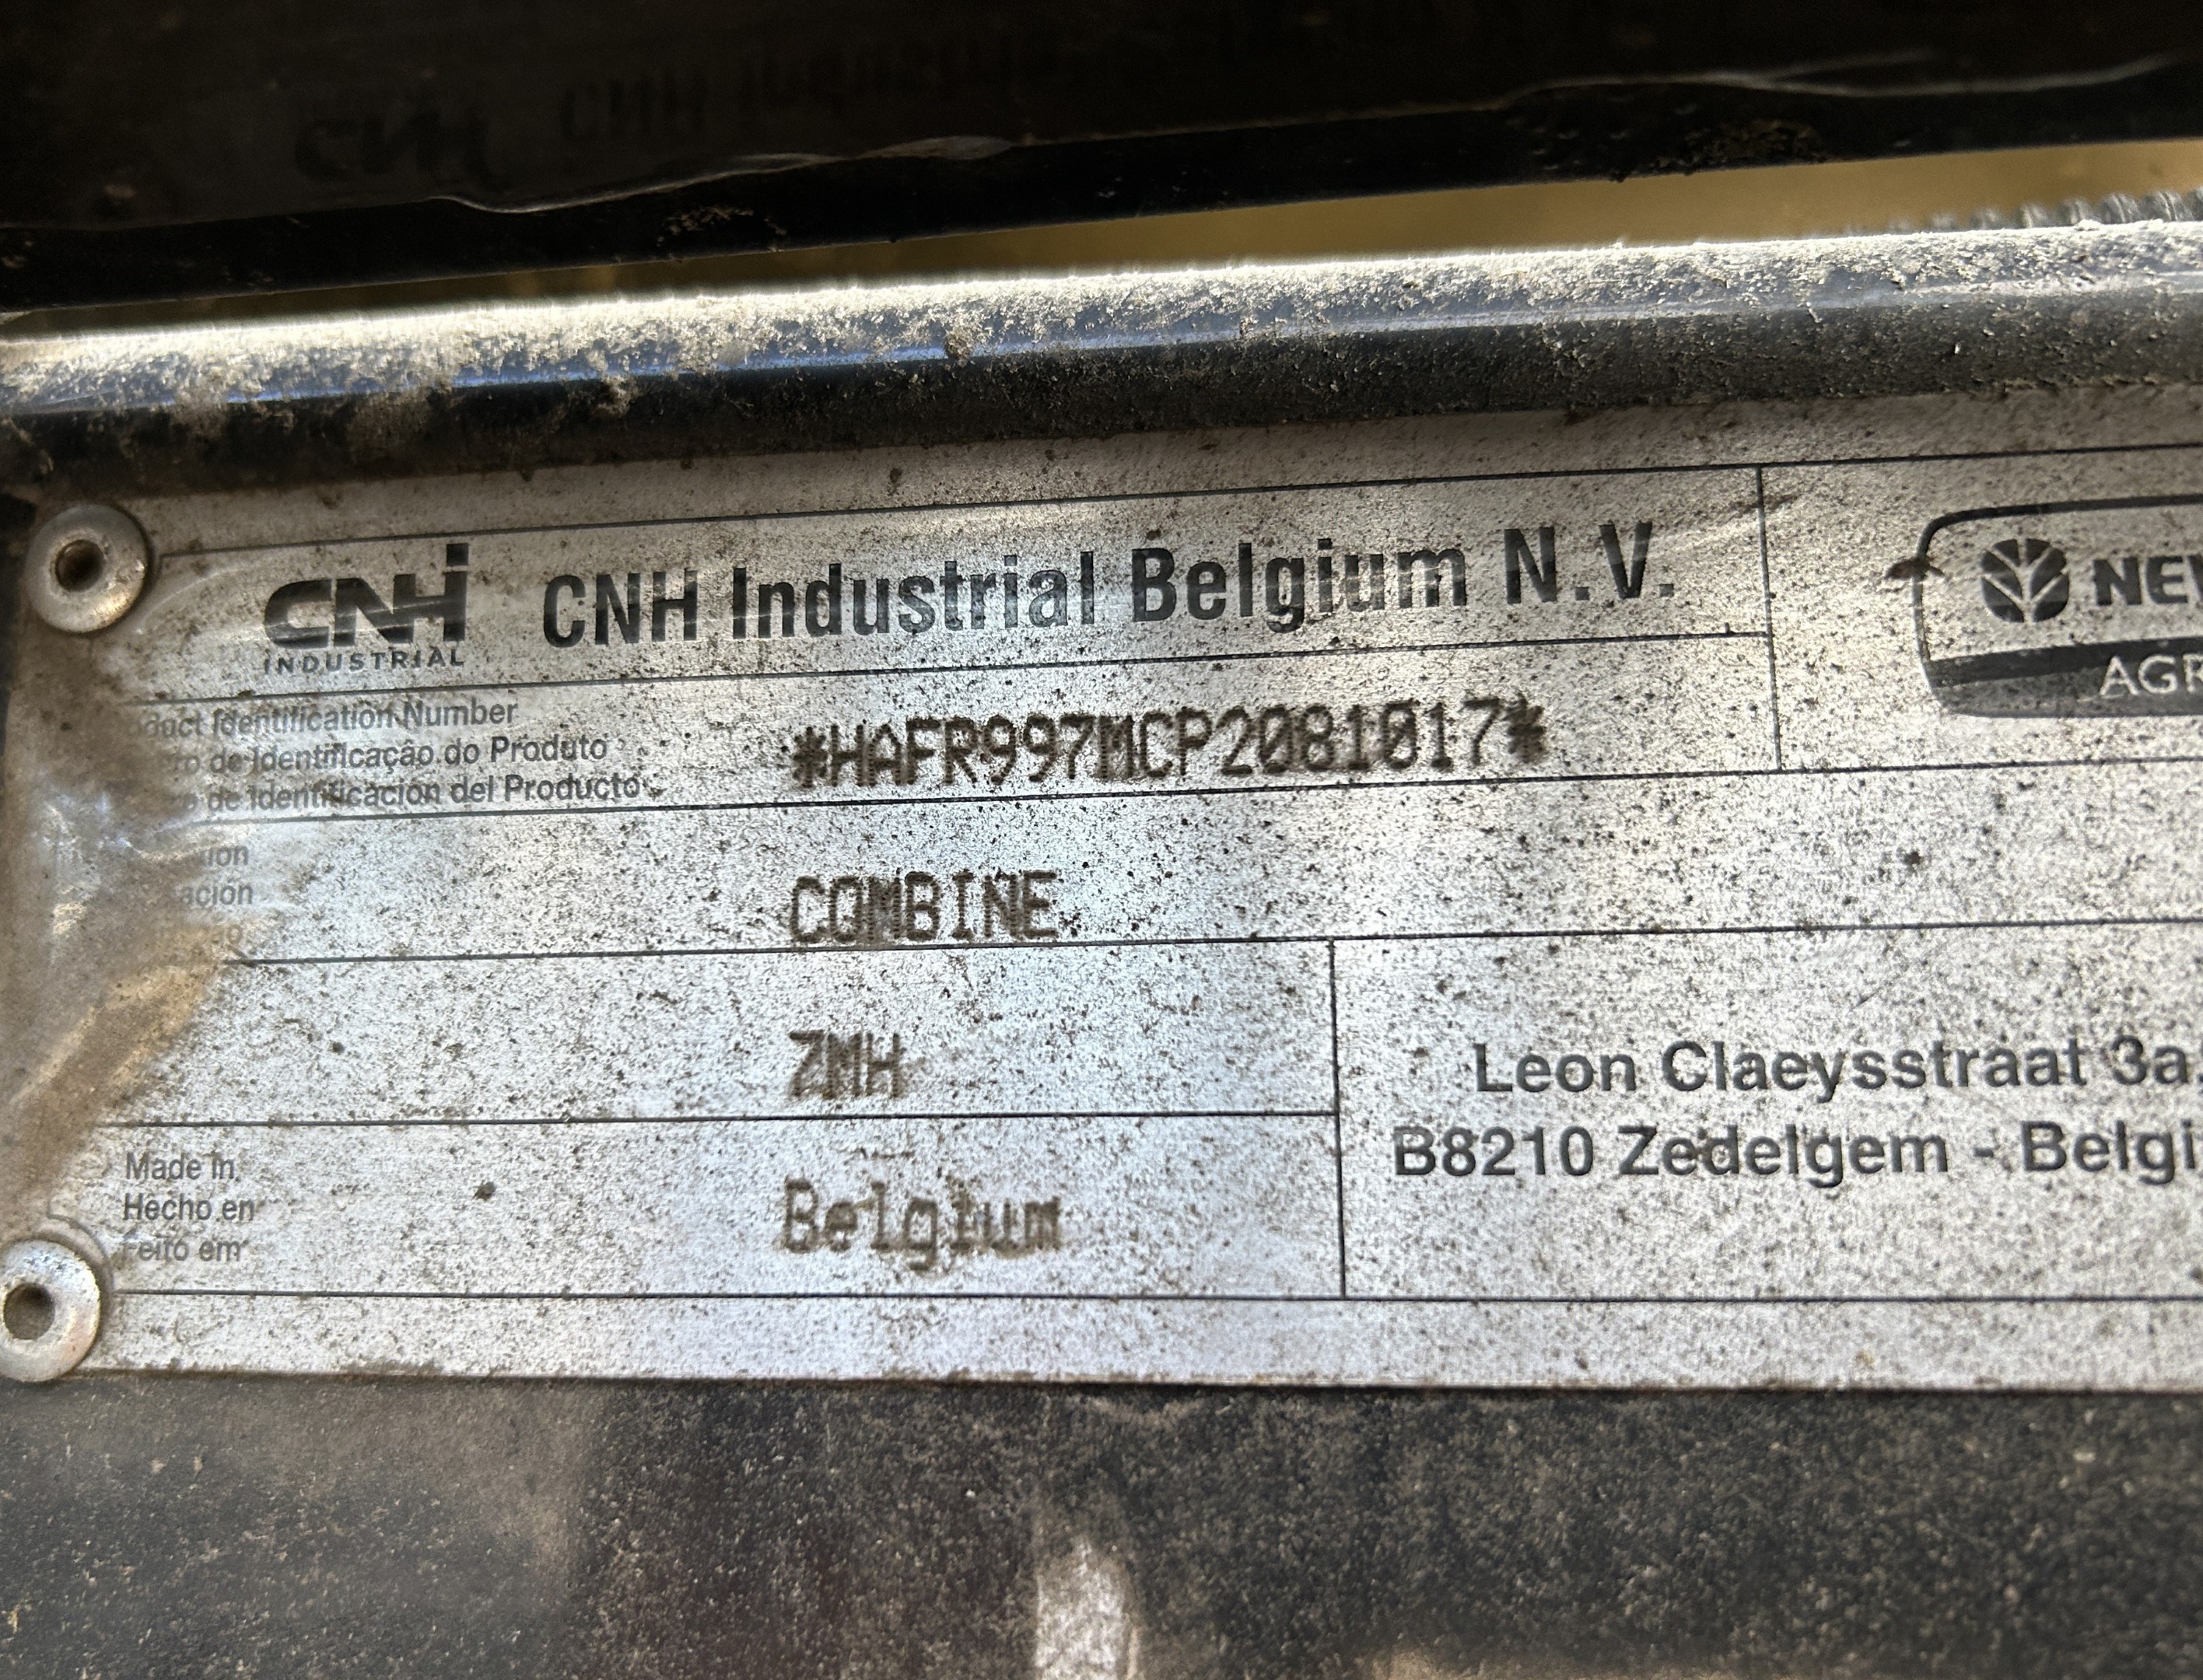 CNH
INDUSTRIAL
CNH Industrial Belgium N.V.
NEW
AGR
duct Identification Number
de Identificação do Produto
de Identificación del Producto
*HAFR997MCP2081017*
COMBINE
ZMH
Leon Claeysstraat 3a,
B8210 Zedelgem - Belgi
Made in
Hecho en
Feito em
Belgium